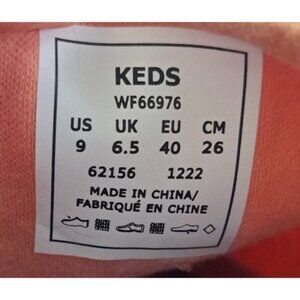 KEDS
WF66976
US UK EU CM
9 6.5 40 26
62156 1222
MADE IN CHINA/
FABRIQUÉ EN CHINE